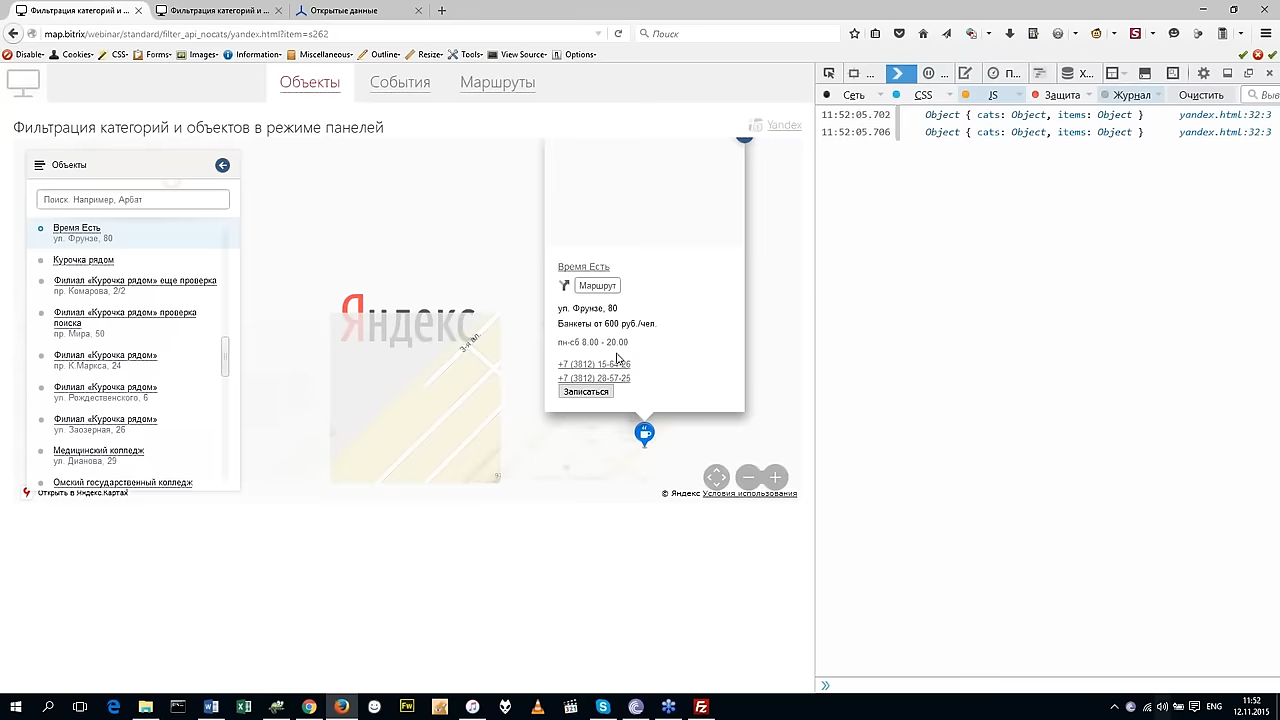 Фильтрация категорий и ...
Фильтрация категорий и ...
Открытые данные
map.bitrix/webinar/standard/filter_api_nocats/yandex.html?item=s262
Поиск
Disable- Cookies- CSS- Forms- Images- Information- Miscellaneous- Outline- Resize- Tools- View Source- Options-
Объекты События Маршруты
Фильтрация категорий и объектов в режиме панелей
Yandex
Объекты
Поиск. Например, Арбат
Время Есть
ул. Фрунзе, 80
Курочка рядом
Филиал «Курочка рядом» еще проверка
пр. Комарова, 2/2
Филиал «Курочка рядом» проверка
поиска
пр. Мира, 50
Филиал «Курочка рядом»
пр. К.Маркса, 24
Филиал «Курочка рядом»
ул. Рождественского, 6
Филиал «Курочка рядом»
ул. Заозерная, 26
Медицинский колледж
ул. Дианова, 29
Омский государственный колледж
Открыть в Яндекс.Картах
Яндекс
3-я ал.
Время Есть
Маршрут
ул. Фрунзе, 80
Банкеты от 600 руб./чел.
пн-сб 8.00 - 20.00
+7 (3812) 15-64-26
+7 (3812) 28-57-25
Записаться
© Яндекс Условия использования
... ... П... X...
Сеть CSS JS Защита Журнал Очистить Выв
11:52:05.702 Object { cats: Object, items: Object } yandex.html:32:3
11:52:05.706 Object { cats: Object, items: Object } yandex.html:32:3
ENG
11:52
12.11.2015